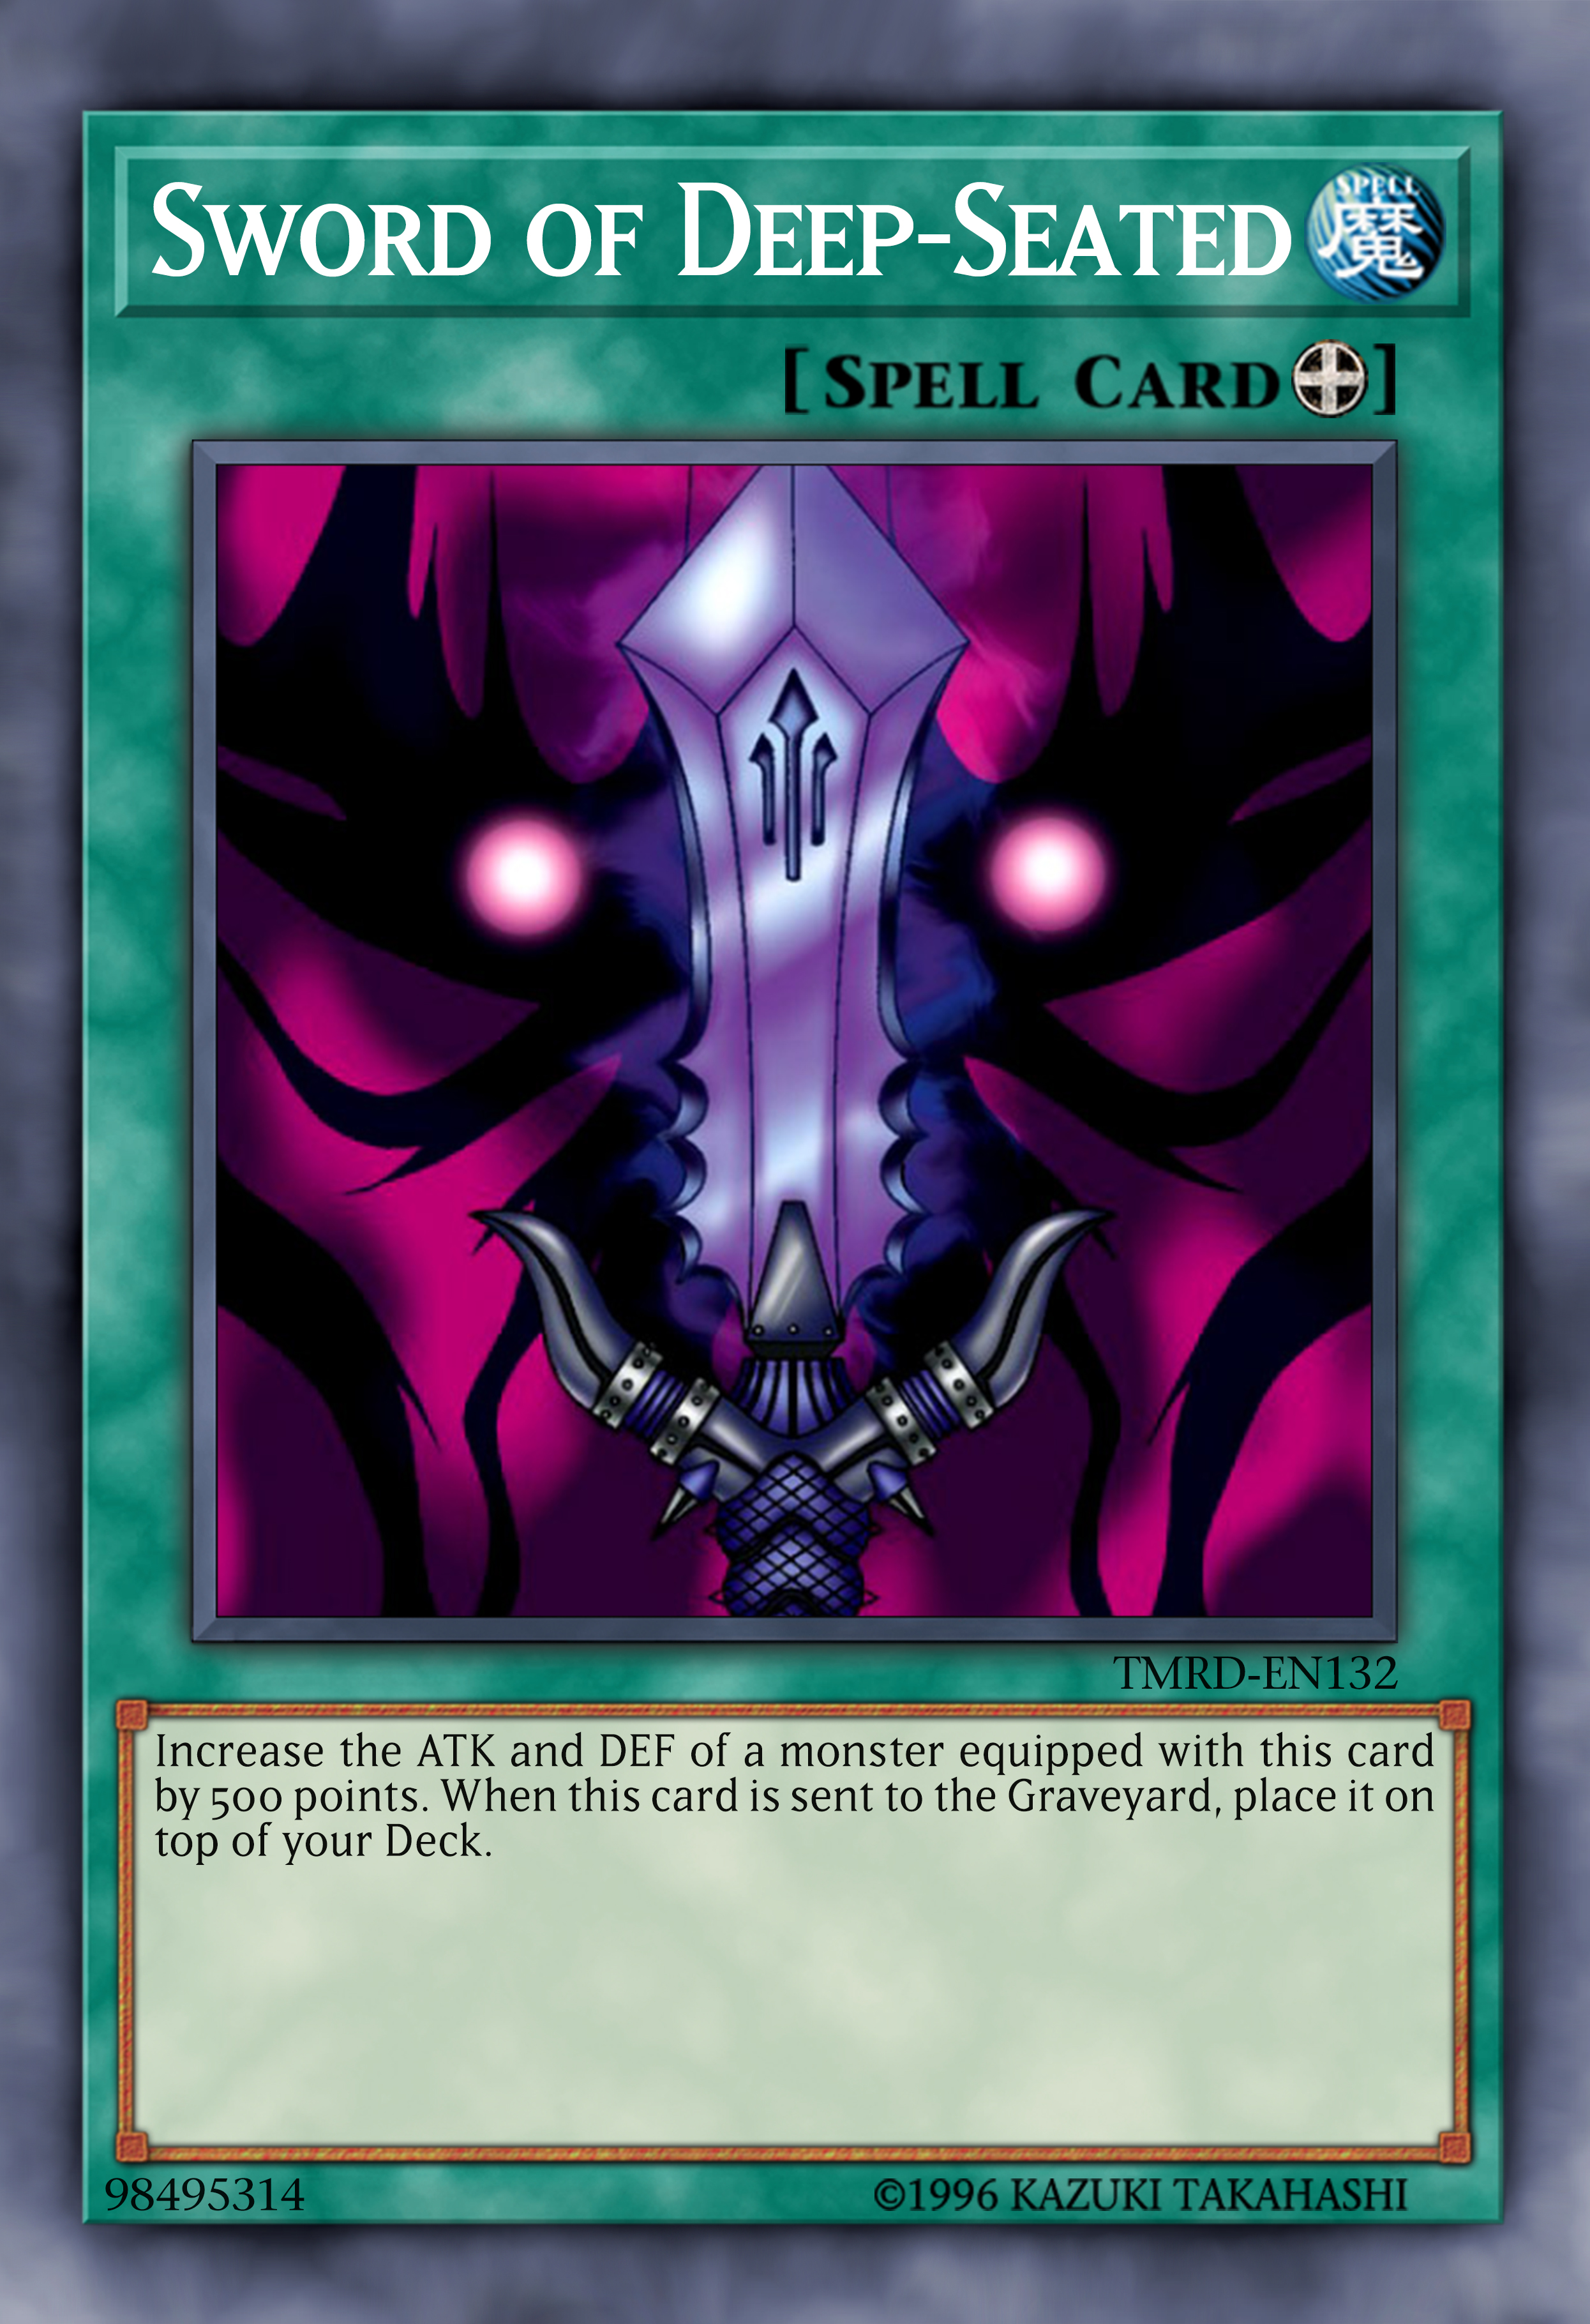 Sword of Deep-Seated
SPELL
魔
[Spell Card]
TMRD-EN132
Increase the ATK and DEF of a monster equipped with this card
by 500 points. When this card is sent to the Graveyard, place it on
top of your Deck.
98495314
©1996 KAZUKI TAKAHASHI